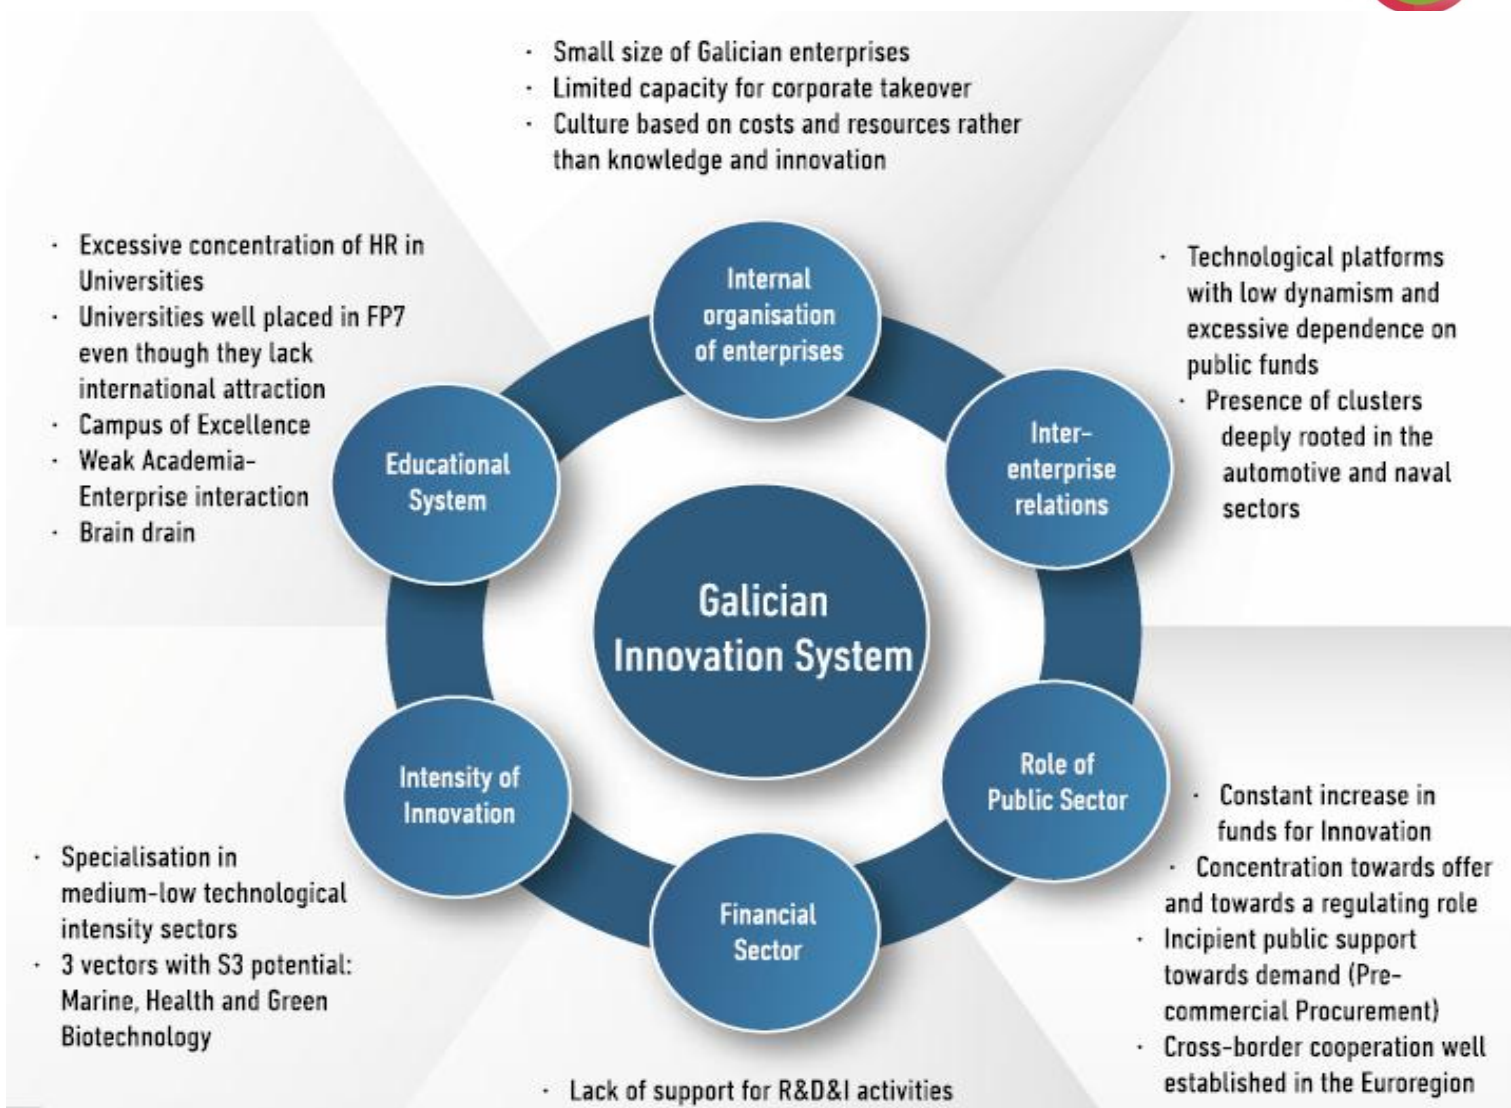 · Small size of Galician enterprises
· Limited capacity for corporate takeover
· Culture based on costs and resources rather
than knowledge and innovation
· Excessive concentration of HR in
Universities
· Universities well placed in FP7
even though they lack
international attraction
· Campus of Excellence
· Weak Academia-
Enterprise interaction
· Brain drain
Internal
organisation
of enterprises
· Technological platforms
with low dynamism and
excessive dependence on
public funds
· Presence of clusters
deeply rooted in the
automotive and naval
sectors
Educational
System
Inter-
enterprise
relations
Galician
Innovation System
Intensity of
Innovation
Role of
Public Sector
Financial
Sector
· Specialisation in
medium-low technological
intensity sectors
· 3 vectors with S3 potential:
Marine, Health and Green
Biotechnology
· Constant increase in
funds for Innovation
· Concentration towards offer
and towards a regulating role
· Incipient public support
towards demand (Pre-
commercial Procurement)
· Cross-border cooperation well
established in the Euroregion
· Lack of support for R&D&I activities